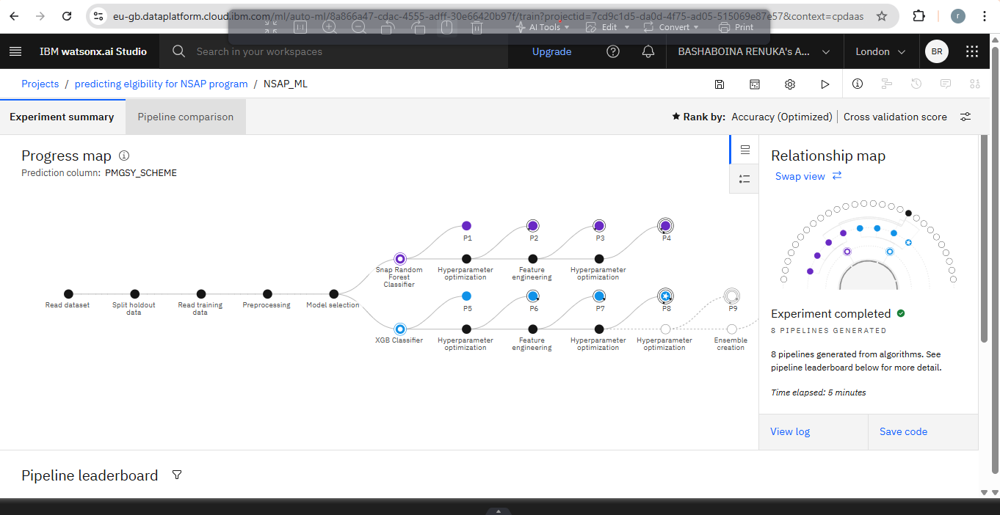 eu-gb.dataplatform.cloud.ibm.com/ml/auto-ml/8a866a47-cdac-4555-adff-30e66420b97f/train?projectid=7cd9c1d5-da0d-4f75-ad05-515069e87e57&context=cpdaas
r
1:1 AI Tools Edit Convert Print
IBM watsonx.ai Studio
Search in your workspaces
Upgrade
BASHABOINA RENUKA's A...
London
BR
Projects / predicting elgibility for NSAP program / NSAP_ML
Experiment summary
Pipeline comparison
Rank by: Accuracy (Optimized) | Cross validation score
Progress map
Prediction column: PMGSY_SCHEME
P1 P2 P3 P4
Snap Random Forest Classifier
Hyperparameter optimization
Feature engineering
Hyperparameter optimization
Read dataset
Split holdout data
Read training data
Preprocessing
Model selection
P5 P6 P7 P8 P9
XGB Classifier
Hyperparameter optimization
Feature engineering
Hyperparameter optimization
Hyperparameter optimization
Ensemble creation
Relationship map
Swap view
Experiment completed
8 PIPELINES GENERATED
8 pipelines generated from algorithms. See
pipeline leaderboard below for more detail.
Time elapsed: 5 minutes
View log
Save code
Pipeline leaderboard